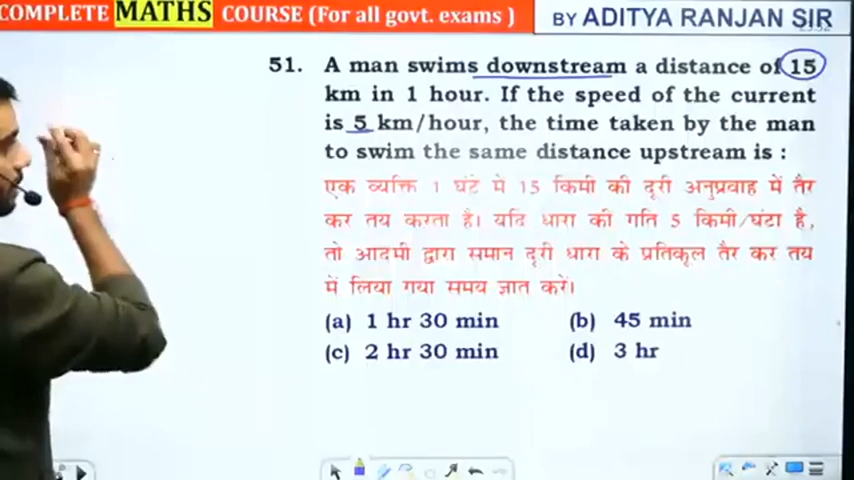 COMPLETE MATHS COURSE (For all govt. exams )
BY ADITYA RANJAN SIR
51. A man swims downstream a distance of 15
km in 1 hour. If the speed of the current
is 5 km/hour, the time taken by the man
to swim the same distance upstream is :
एक व्यक्ति 1 घंटे मे 15 किमी की दूरी अनुप्रवाह में तैर
कर तय करता है। यदि धारा की गति 5 किमी/घंटा है,
तो आदमी द्वारा समान दूरी धारा के प्रतिकूल तैर कर तय
में लिया गया समय ज्ञात करें।
(a) 1 hr 30 min (b) 45 min
(c) 2 hr 30 min (d) 3 hr